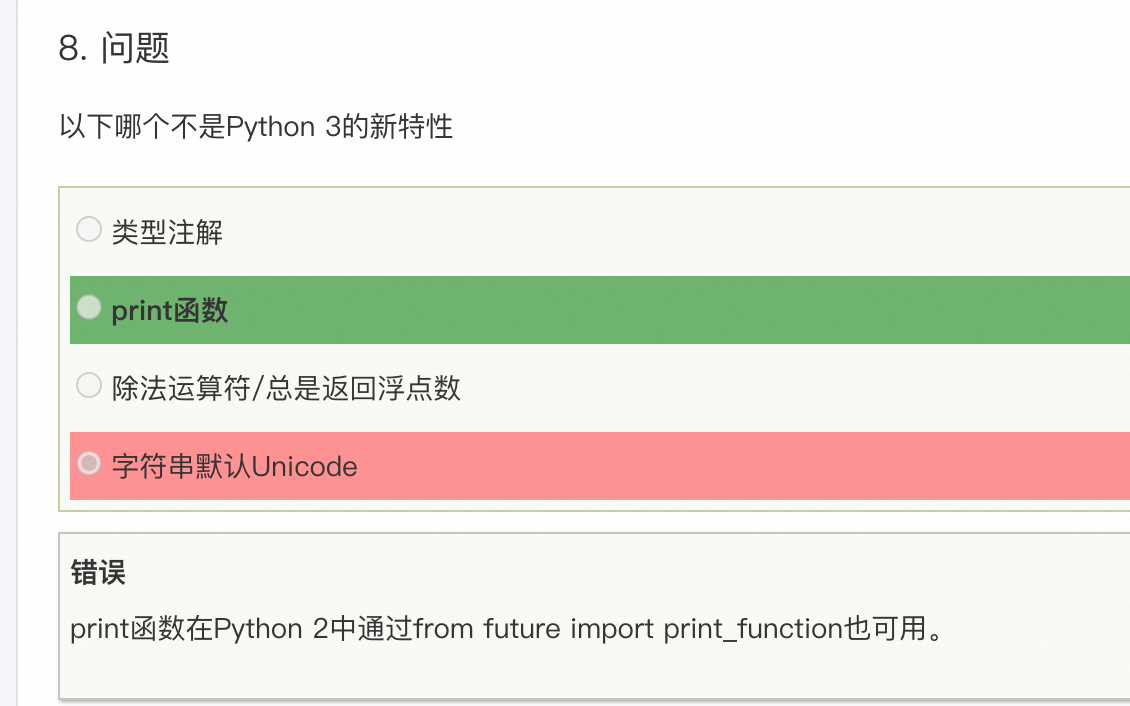 8. 问题
以下哪个不是Python 3的新特性
类型注解
print函数
除法运算符/总是返回浮点数
字符串默认Unicode
错误
print函数在Python 2中通过from future import print_function也可用。